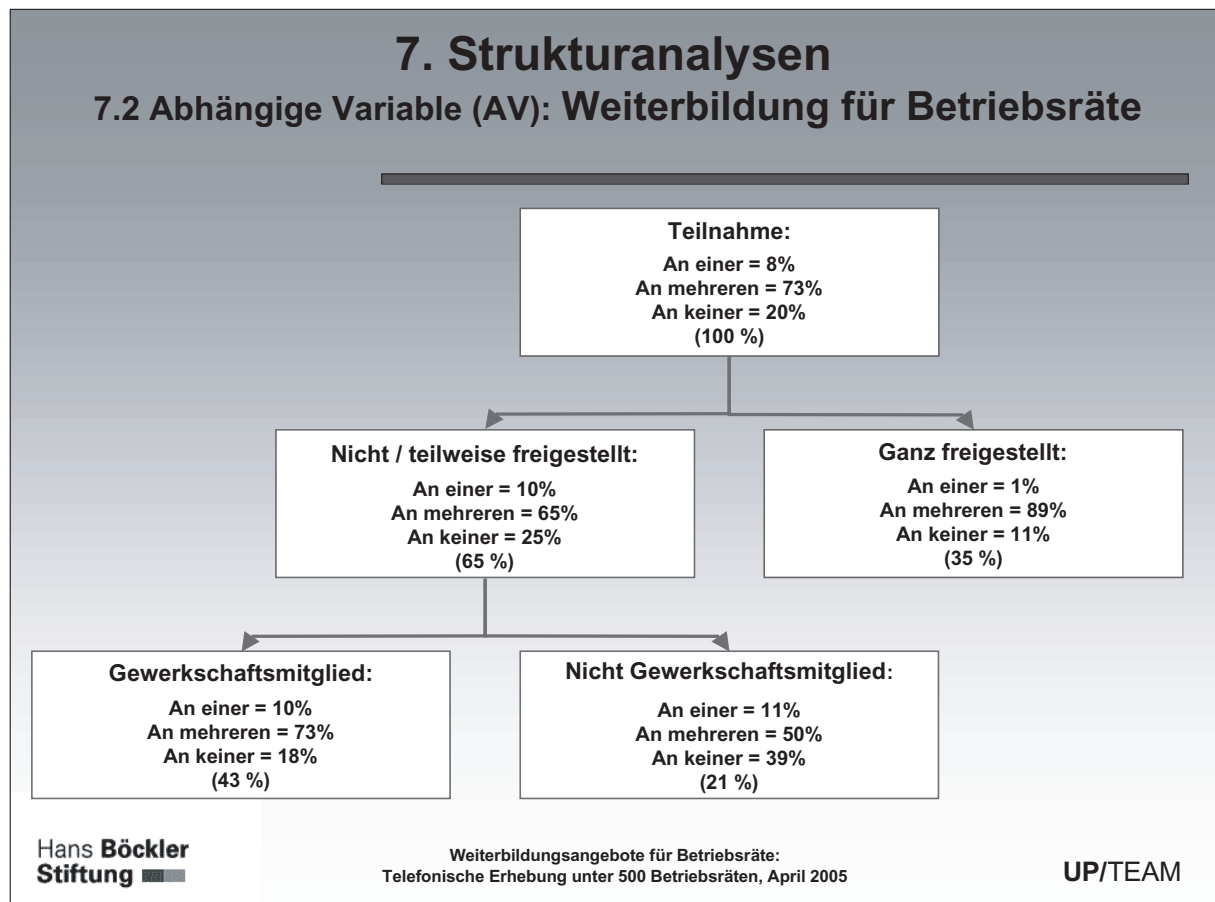 7. Strukturanalysen
7.2 Abhängige Variable (AV): Weiterbildung für Betriebsräte
Teilnahme:
An einer = 8%
An mehreren = 73%
An keiner = 20%
(100 %)
Nicht / teilweise freigestellt:
An einer = 10%
An mehreren = 65%
An keiner = 25%
(65 %)
Ganz freigestellt:
An einer = 1%
An mehreren = 89%
An keiner = 11%
(35 %)
Gewerkschaftsmitglied:
An einer = 10%
An mehreren = 73%
An keiner = 18%
(43 %)
Nicht Gewerkschaftsmitglied:
An einer = 11%
An mehreren = 50%
An keiner = 39%
(21 %)
Hans Böckler
Stiftung
Weiterbildungsangebote für Betriebsräte:
Telefonische Erhebung unter 500 Betriebsräten, April 2005
UP/TEAM